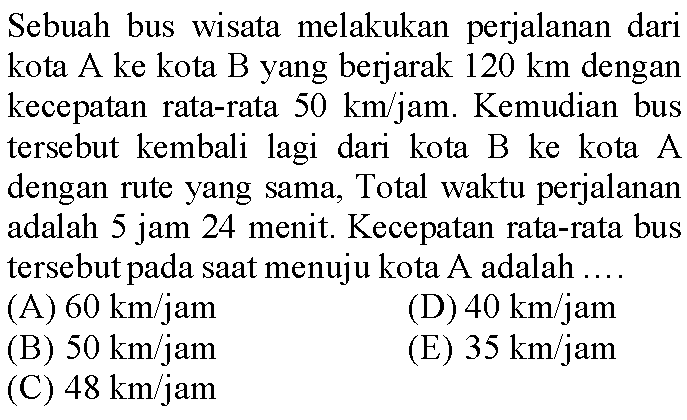 Sebuah bus wisata melakukan perjalanan dari
kota A ke kota B yang berjarak 120 km dengan
kecepatan rata-rata 50 km/jam. Kemudian bus
tersebut kembali lagi dari kota B ke kota A
dengan rute yang sama, Total waktu perjalanan
adalah 5 jam 24 menit. Kecepatan rata-rata bus
tersebut pada saat menuju kota A adalah ....
(A) 60 km/jam (D) 40 km/jam
(B) 50 km/jam (E) 35 km/jam
(C) 48 km/jam